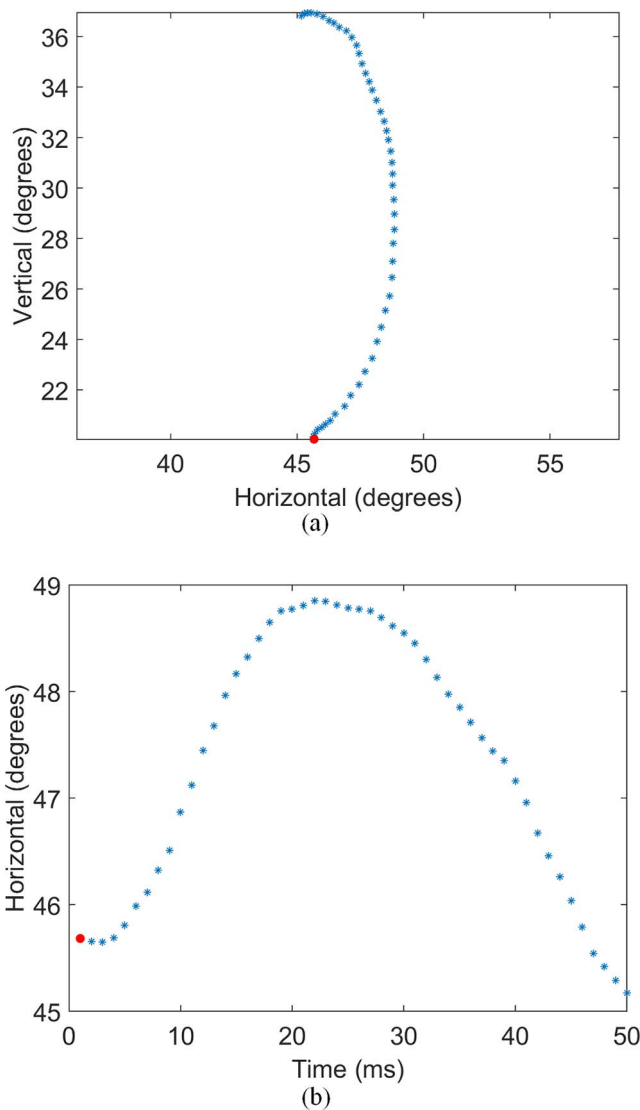 36
34
32
30
28
26
24
22
Vertical (degrees)
40 45 50 55
Horizontal (degrees)
(a)
49
48
47
46
45
Horizontal (degrees)
0 10 20 30 40 50
Time (ms)
(b)